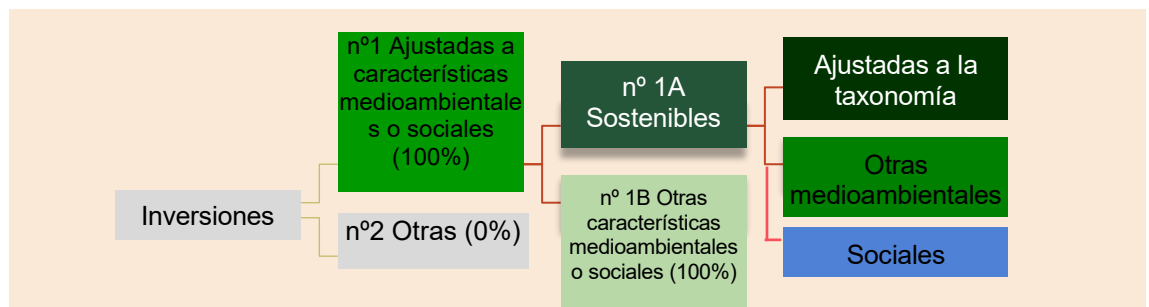 nº1 Ajustadas a
características
medioambientale
s o sociales
(100%)
nº 1A
Sostenibles
Ajustadas a la
taxonomía
Otras
medioambientales
Sociales
nº 1B Otras
características
medioambientales
o sociales (100%)
Inversiones
nº2 Otras (0%)